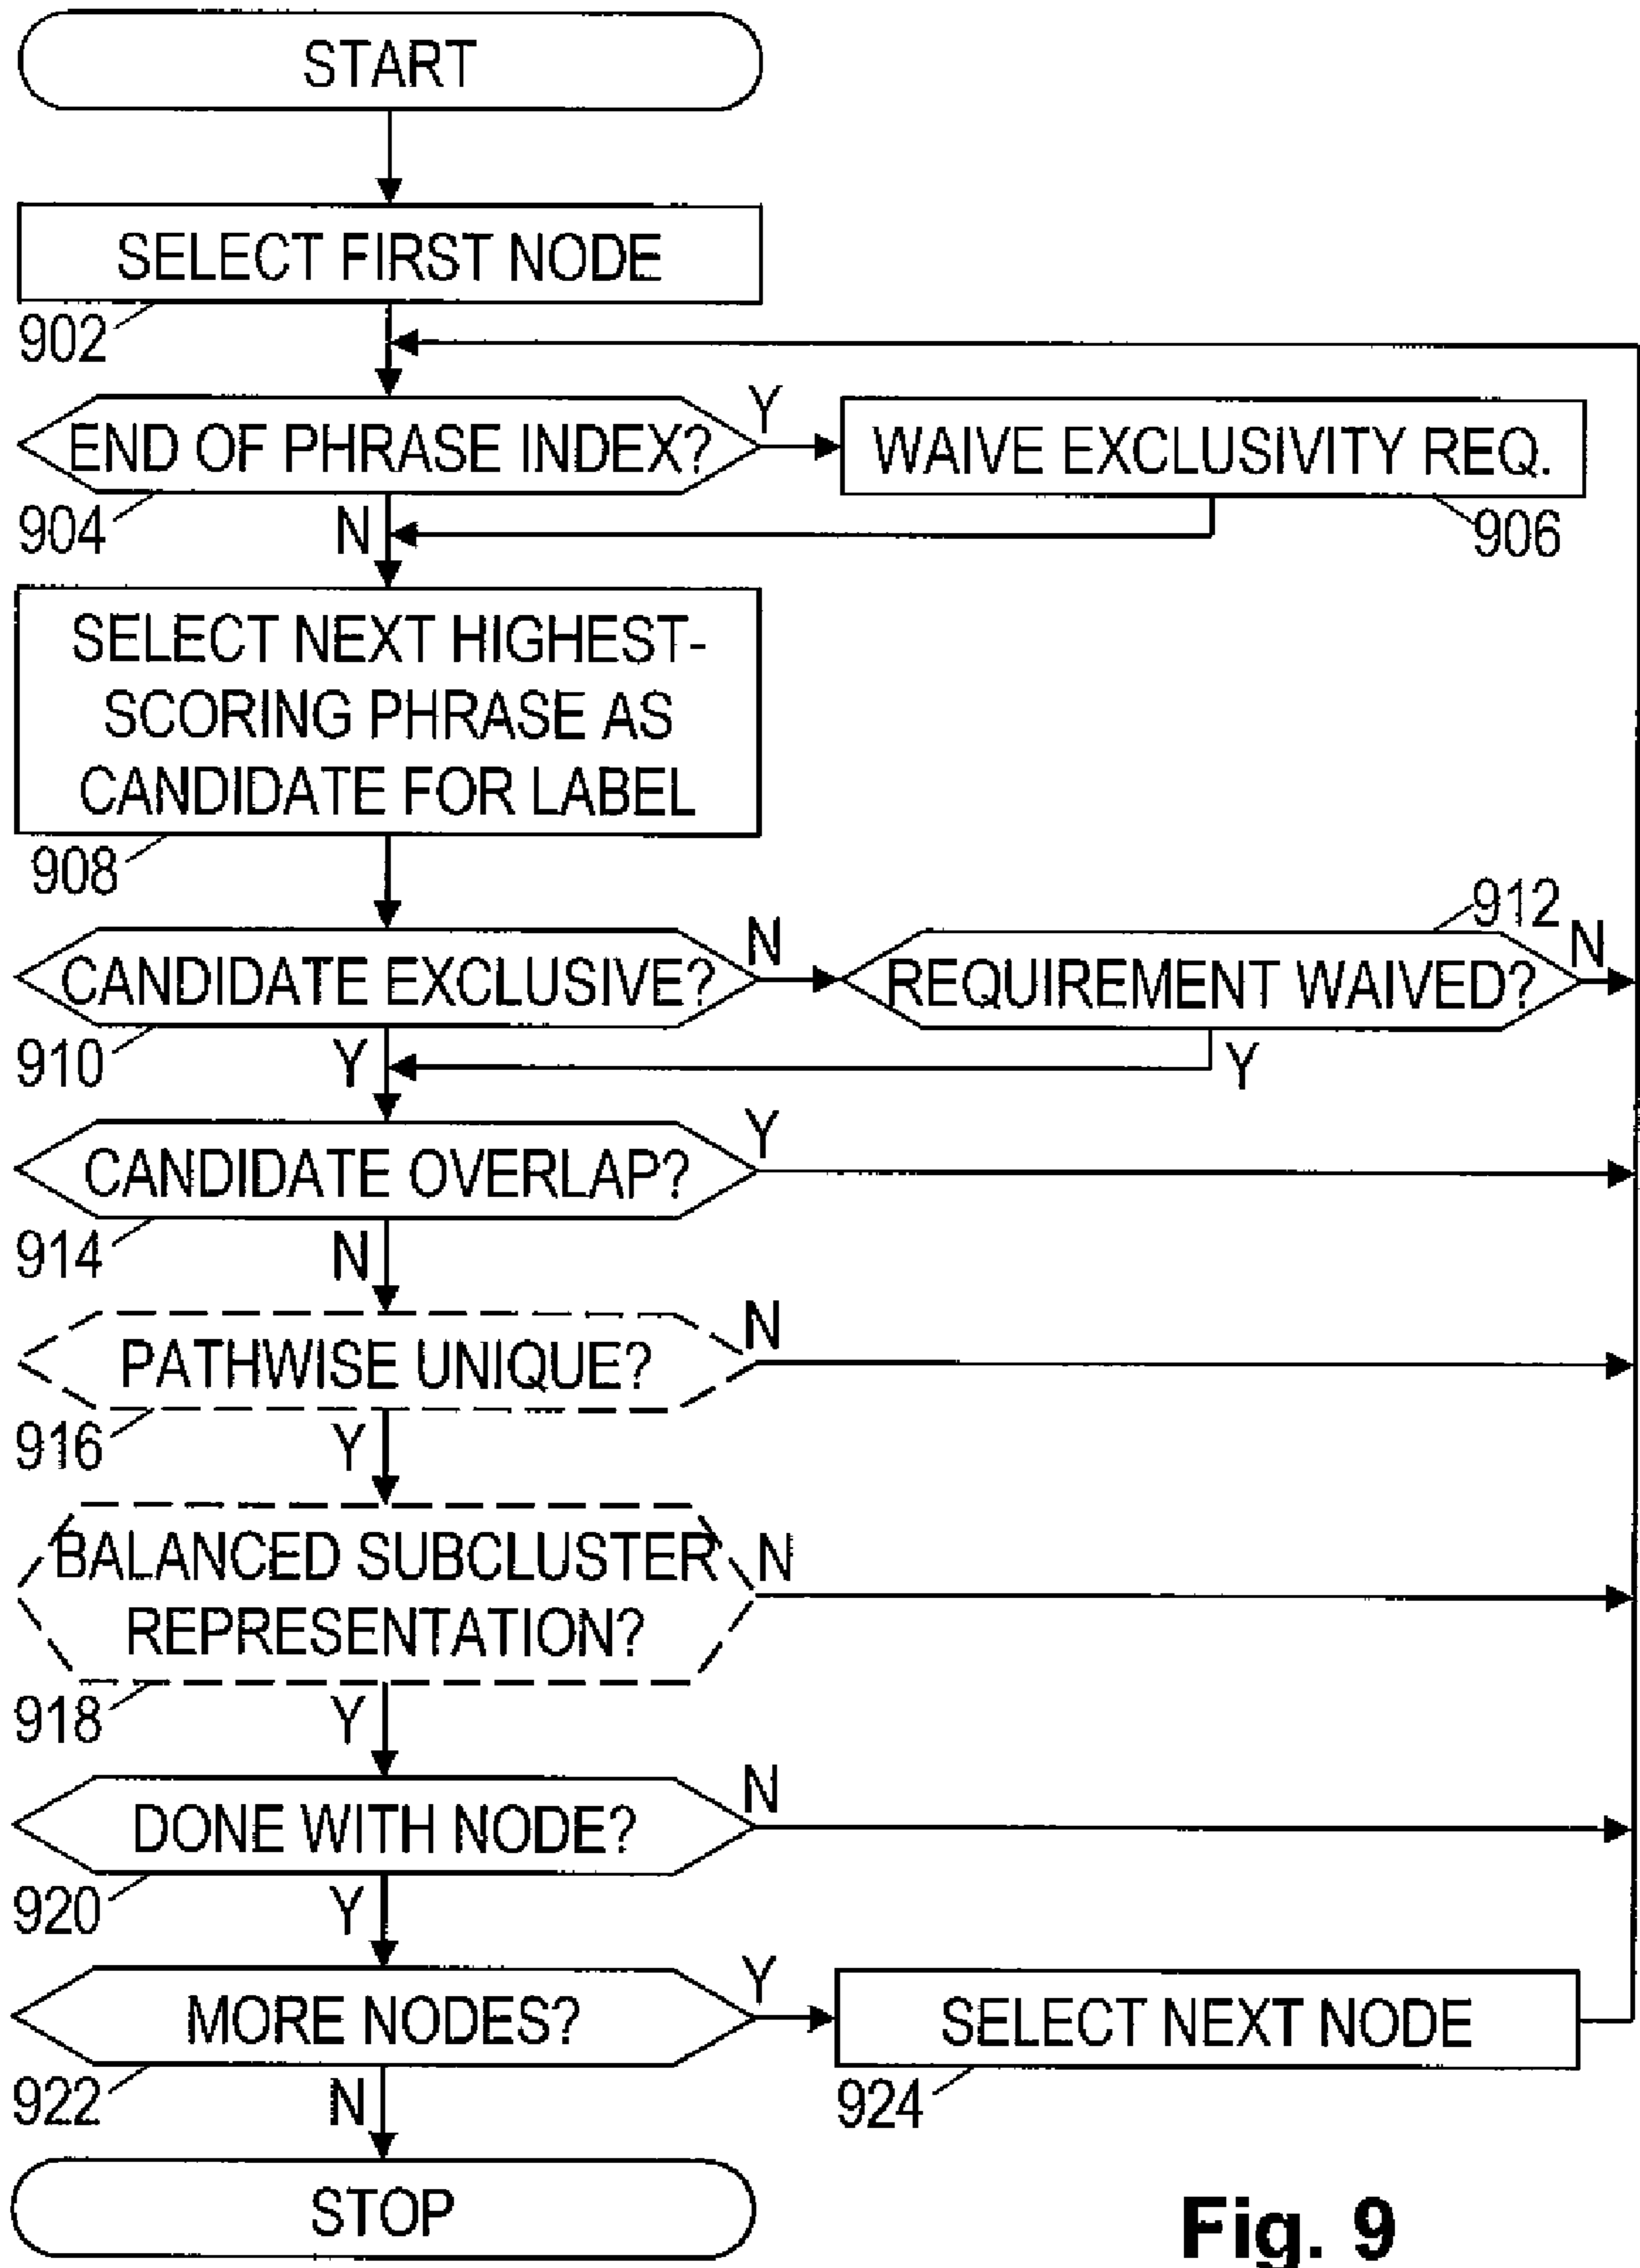 START
SELECT FIRST NODE
902
END OF PHRASE INDEX?
Y
WAIVE EXCLUSIVITY REQ.
904
N
906
SELECT NEXT HIGHEST-
SCORING PHRASE AS
CANDIDATE FOR LABEL
908
912
CANDIDATE EXCLUSIVE?
N
REQUIREMENT WAIVED?
N
910
Y
Y
CANDIDATE OVERLAP?
Y
914
N
PATHWISE UNIQUE?
N
916
Y
BALANCED SUBCLUSTER
REPRESENTATION?
N
918
Y
DONE WITH NODE?
N
920
Y
MORE NODES?
Y
SELECT NEXT NODE
922
N
924
STOP
Fig. 9